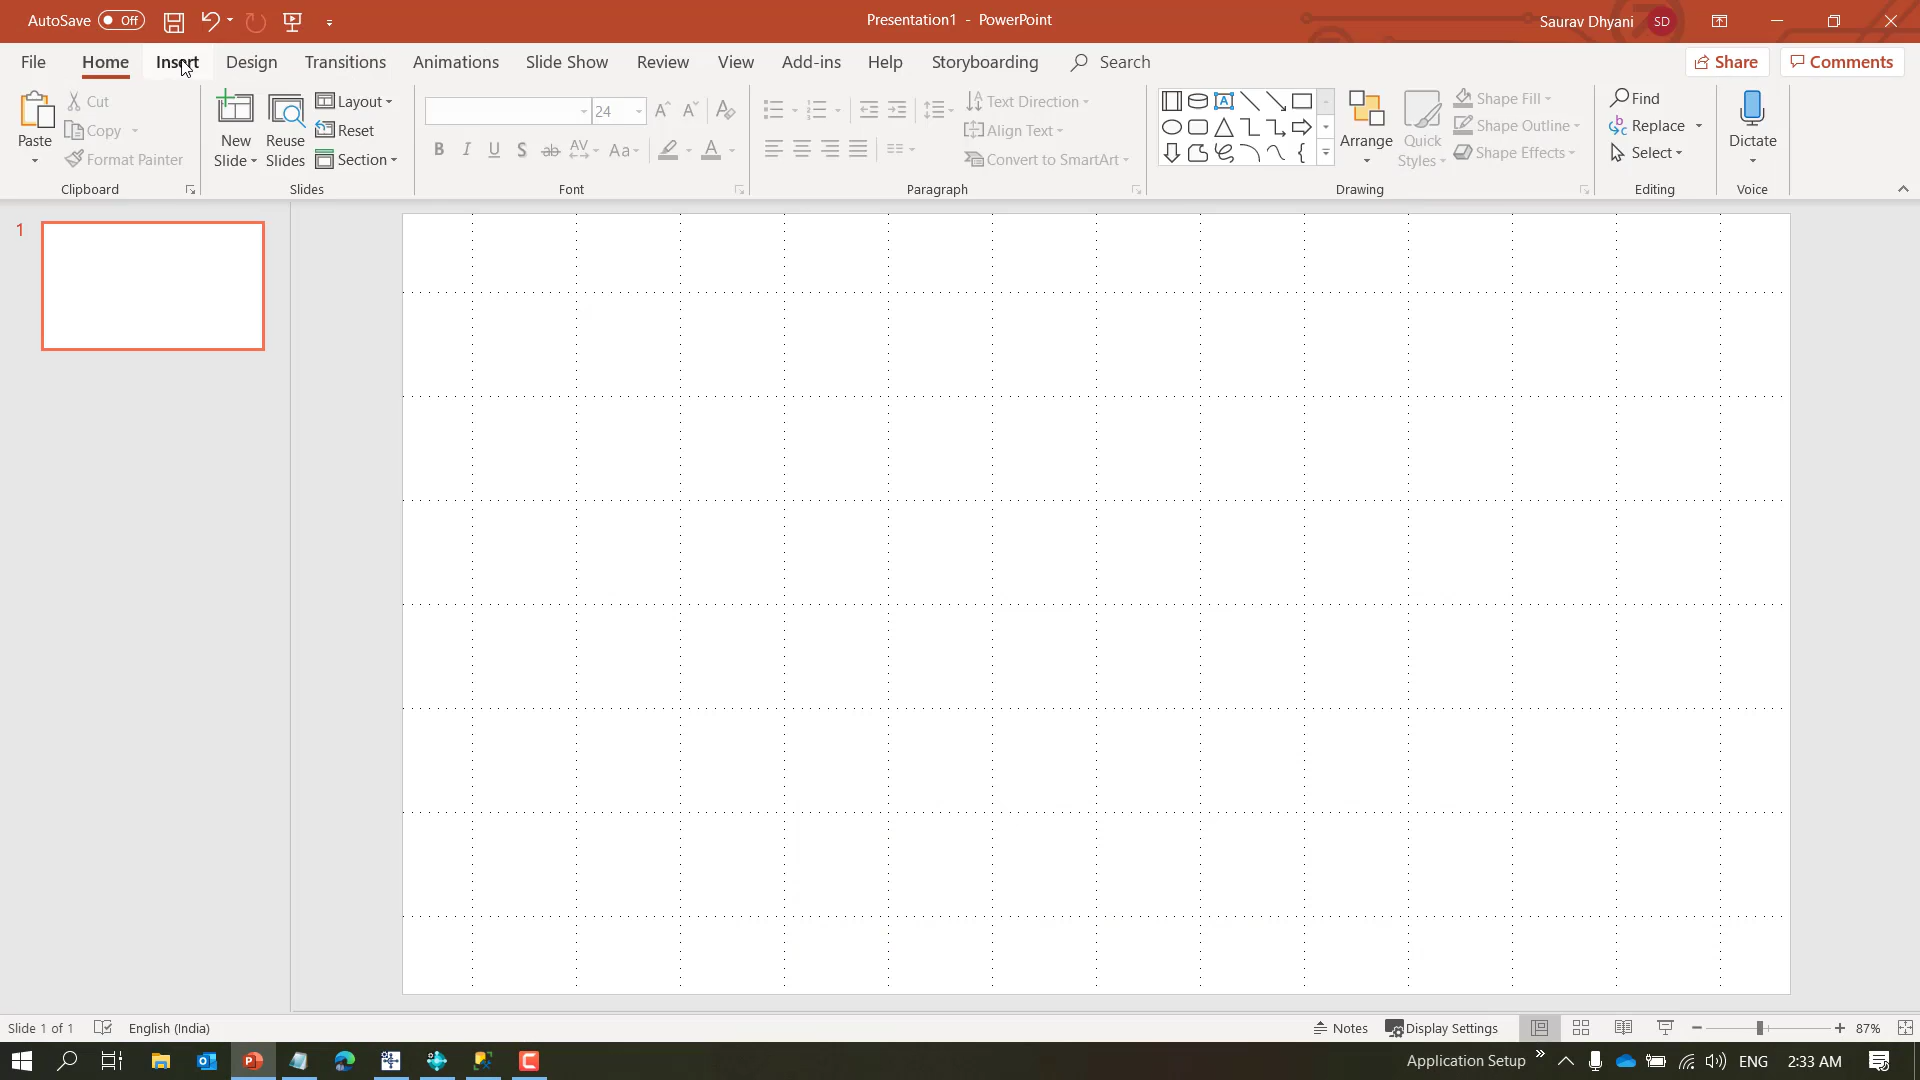 AutoSave Off
Presentation1 - PowerPoint
Saurav Dhyani SD
File Home Insert Design Transitions Animations Slide Show Review View Add-ins Help Storyboarding Search
Share Comments
Paste
Cut
Copy
Format Painter
Clipboard
New Slide
Reuse Slides
Layout
Reset
Section
Slides
24
B I U S ab AV Aa A
Font
Text Direction
Align Text
Convert to SmartArt
Paragraph
A
Arrange
Quick Styles
Shape Fill
Shape Outline
Shape Effects
Drawing
Find
Replace
Select
Editing
Dictate
Voice
1
Slide 1 of 1 English (India)
Notes Display Settings 87%
Application Setup ENG 2:33 AM